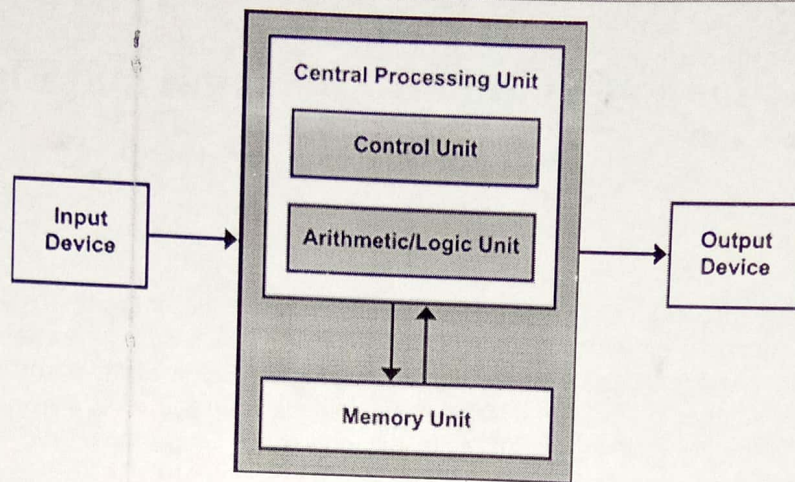 Central Processing Unit
Control Unit
Arithmetic/Logic Unit
Input
Device
Output
Device
Memory Unit